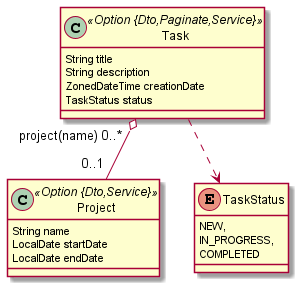 C «Option {Dto,Paginate,Service}»
Task
String title
String description
ZonedDateTime creationDate
TaskStatus status
project(name) 0..*
0..1
C «Option {Dto,Service}»
Project
String name
LocalDate startDate
LocalDate endDate
E TaskStatus
NEW,
IN_PROGRESS,
COMPLETED